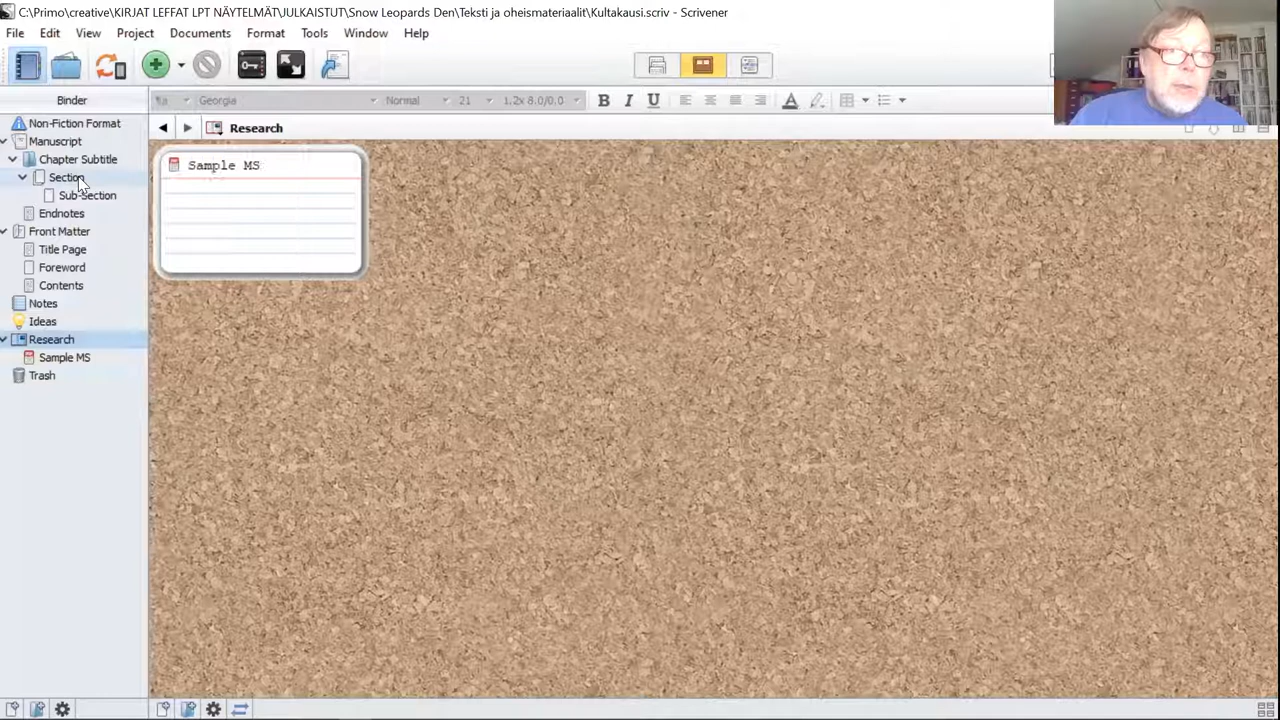 C:\Primo\creative\KIRJAT LEFFAT LPT NÄYTELMÄT\JULKAISTUT\Snow Leopards Den\Teksti ja oheismateriaalit\Kultakausi.scriv - Scrivener
File Edit View Project Documents Format Tools Window Help
Binder
Georgia Normal 21 1.2x 8.0/0.0 B I U A
Non-Fiction Format
Research
Manuscript
Chapter Subtitle
Sample MS
Section
Sub-Section
Endnotes
Front Matter
Title Page
Foreword
Contents
Notes
Ideas
Research
Sample MS
Trash